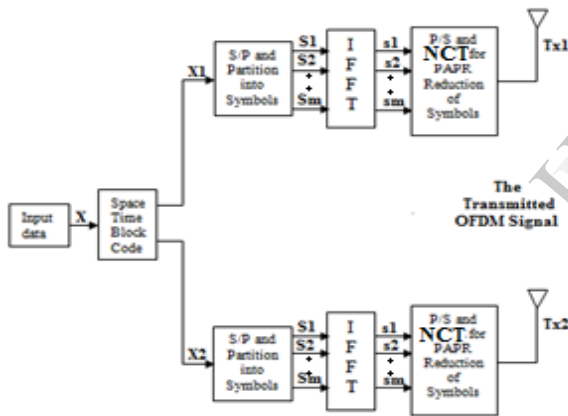 S/P and
Partition
into
Symbols
X1
S1
S2
Sm
I
F
F
T
s1
s2
sm
P/S and
NCT for
PAPR
Reduction
of
Symbols
Tx1
Input
data
X
Space
Time
Block
Code
The
Transmitted
OFDM Signal
X2
S/P and
Partition
into
Symbols
S1
S2
Sm
I
F
F
T
s1
s2
sm
P/S and
NCT for
PAPR
Reduction
of
Symbols
Tx2